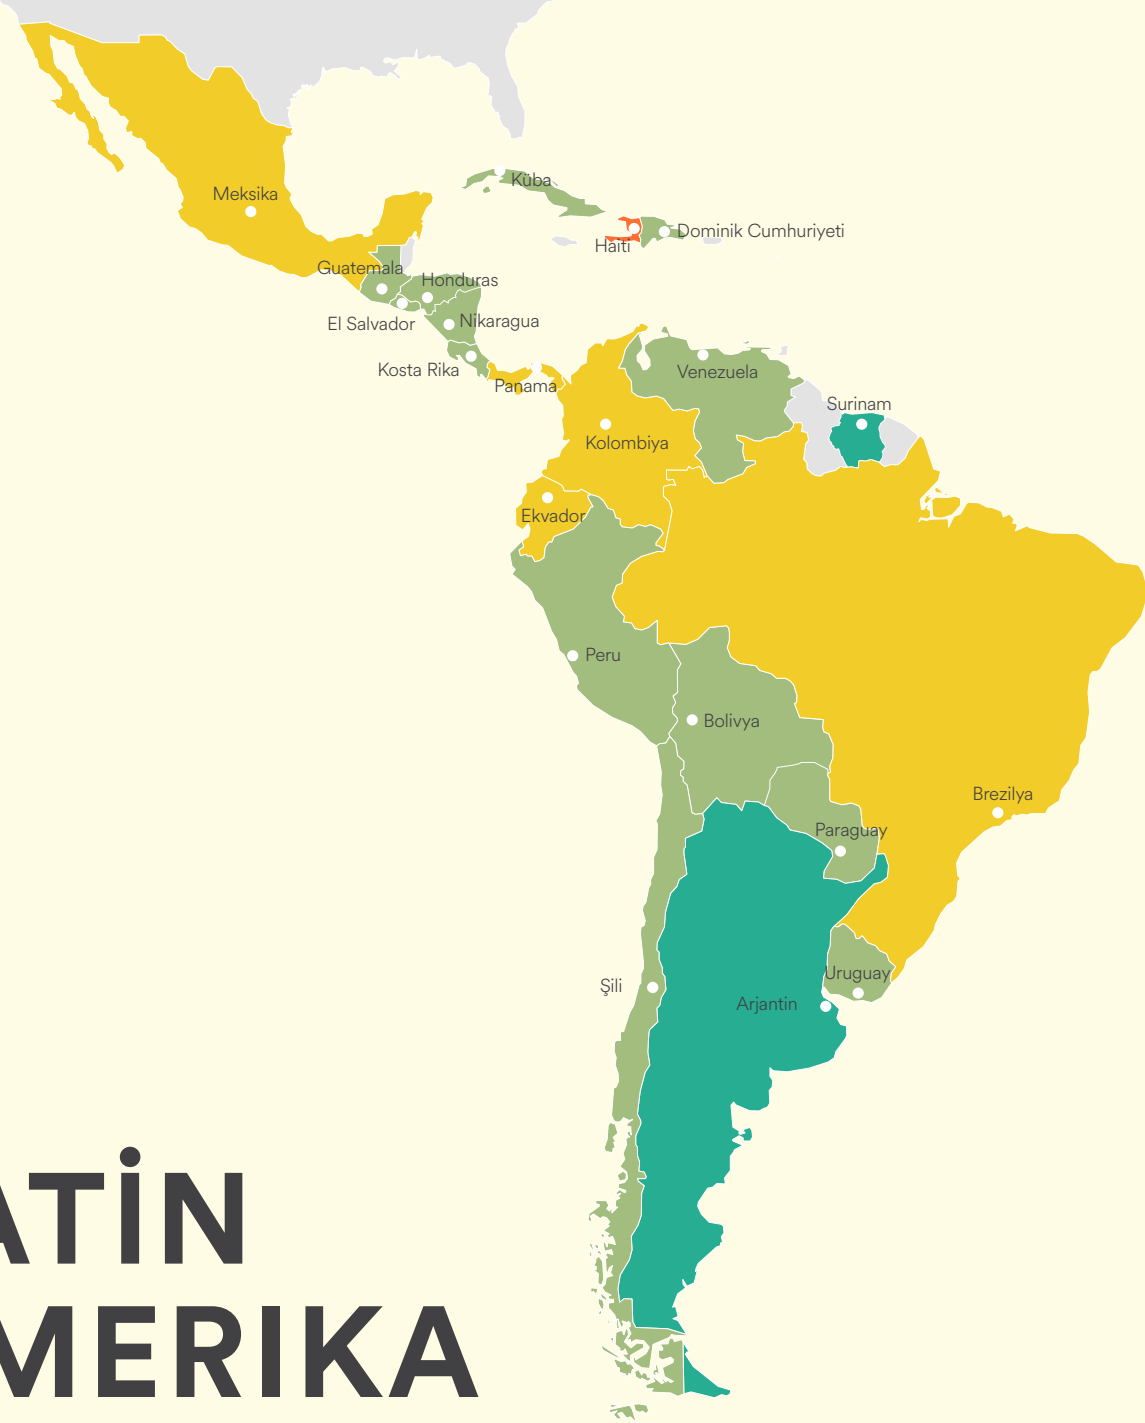 Meksika
Küba
Dominik Cumhuriyeti
Haiti
Guatemala
Honduras
El Salvador
Nikaragua
Kosta Rika
Panama
Venezuela
Surinam
Kolombiya
Ekvador
Peru
Bolivya
Brezilya
Paraguay
Uruguay
Şili
Arjantin
ATİN
MERIKA